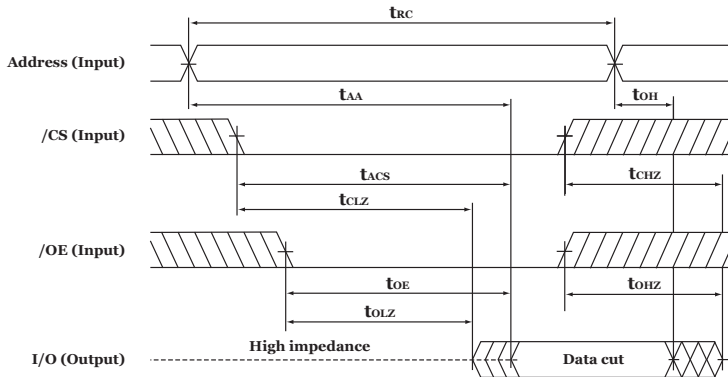 tRC
Address (Input)
tAA
tOH
/CS (Input)
tACS
tCHZ
tCLZ
/OE (Input)
tOE
tOHZ
tOLZ
High impedance
I/O (Output)
Data cut